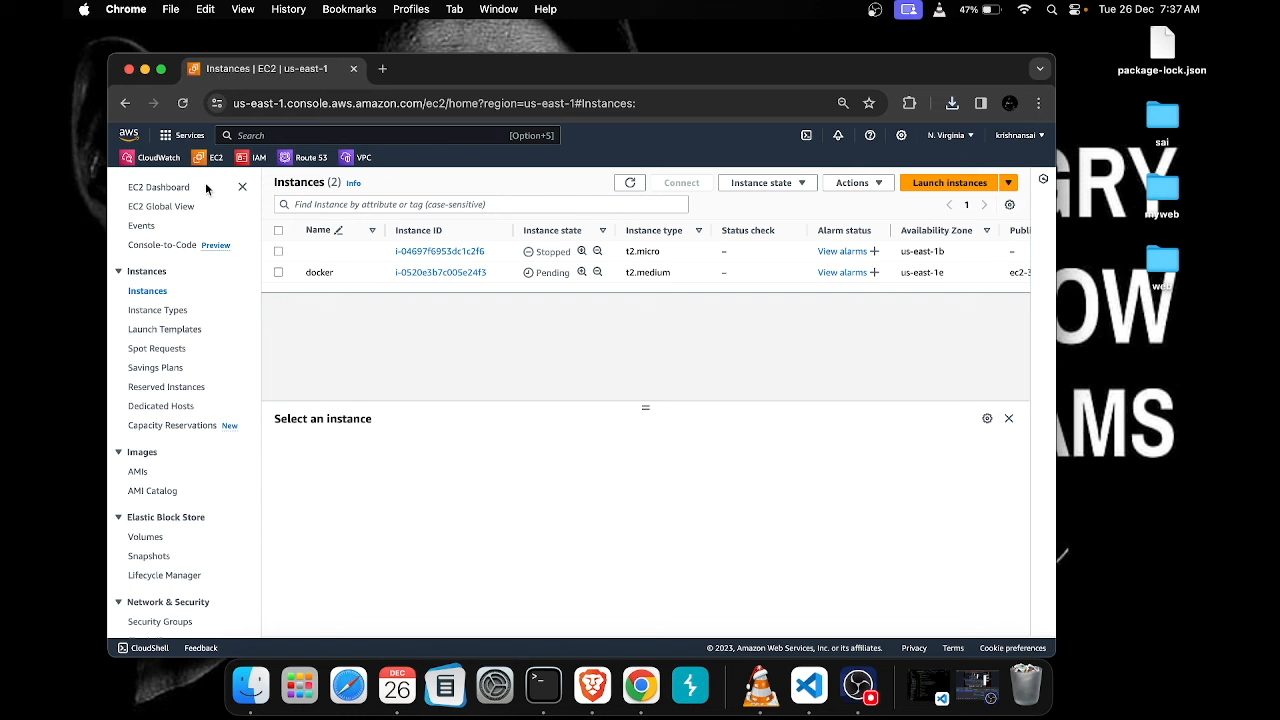 Chrome File Edit View History Bookmarks Profiles Tab Window Help 47% Tue 26 Dec 7:37 AM
package-lock.json
sai
myweb
web
GRY
OW
AMS
Instances | EC2 | us-east-1
us-east-1.console.aws.amazon.com/ec2/home?region=us-east-1#Instances:
aws Services Search [Option+S] N. Virginia krishnansai
CloudWatch EC2 IAM Route 53 VPC
EC2 Dashboard
EC2 Global View
Events
Console-to-Code Preview
Instances
Instances
Instance Types
Launch Templates
Spot Requests
Savings Plans
Reserved Instances
Dedicated Hosts
Capacity Reservations New
Images
AMIs
AMI Catalog
Elastic Block Store
Volumes
Snapshots
Lifecycle Manager
Network & Security
Security Groups
Instances (2) Info Connect Instance state Actions Launch instances
Find Instance by attribute or tag (case-sensitive) 1
Name Instance ID Instance state Instance type Status check Alarm status Availability Zone Publi
i-04697f6953dc1c2f6 Stopped t2.micro – View alarms + us-east-1b –
docker i-0520e3b7c005e24f3 Pending t2.medium – View alarms + us-east-1e ec2-3
Select an instance
CloudShell Feedback © 2023, Amazon Web Services, Inc. or its affiliates. Privacy Terms Cookie preferences
DEC
26